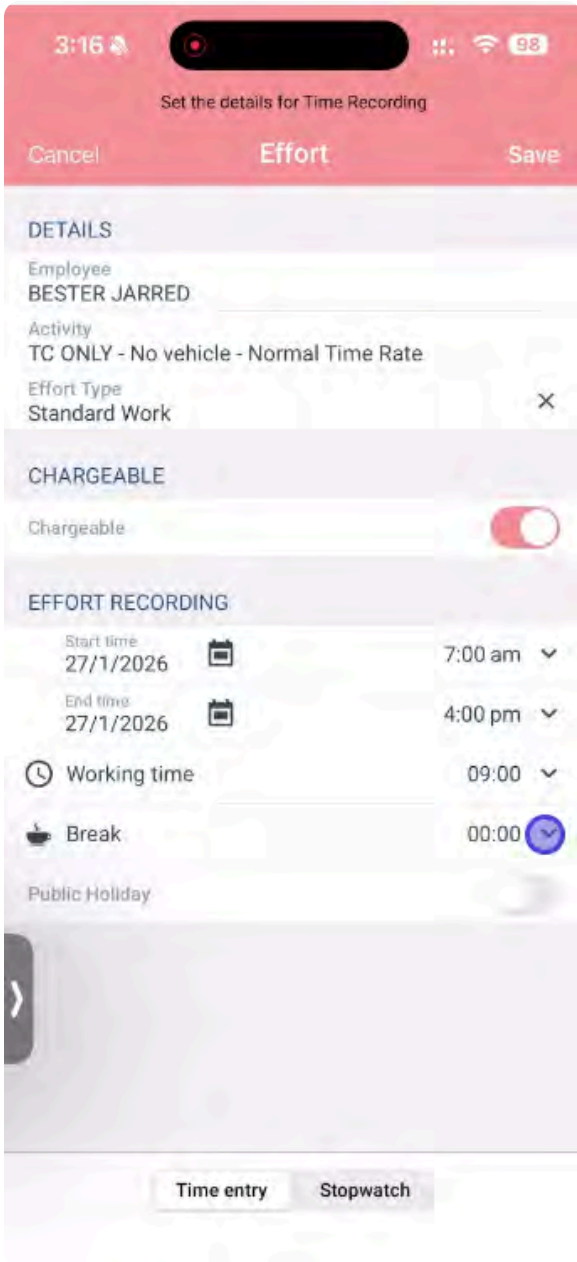 3:16
98
Set the details for Time Recording
Cancel Effort Save
DETAILS
Employee
BESTER JARRED
Activity
TC ONLY - No vehicle - Normal Time Rate
Effort Type
Standard Work
CHARGEABLE
Chargeable
EFFORT RECORDING
Start time
27/1/2026 7:00 am
End time
27/1/2026 4:00 pm
Working time 09:00
Break 00:00
Public Holiday
Time entry Stopwatch